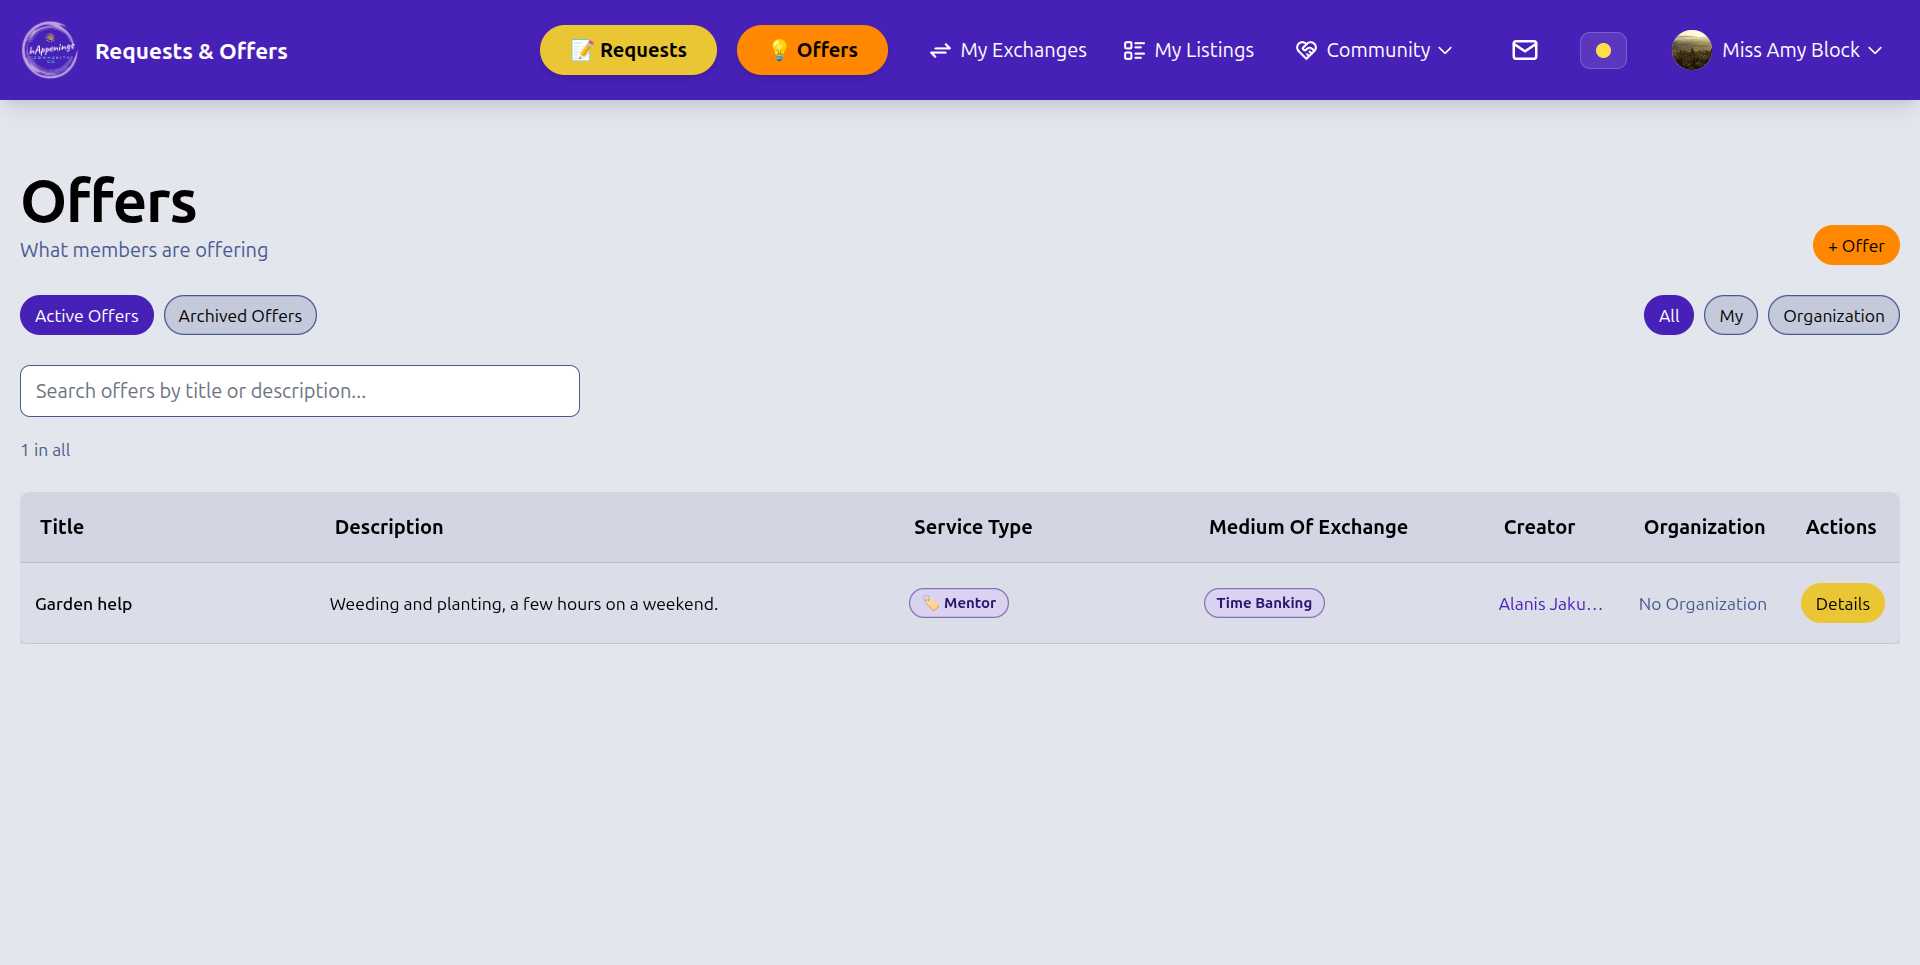 hAppenings
COMMUNITY
Requests & Offers
Requests
Offers
My Exchanges
My Listings
Community
Miss Amy Block
Offers
What members are offering
+ Offer
Active Offers
Archived Offers
All
My
Organization
Search offers by title or description...
1 in all
Title Description Service Type Medium Of Exchange Creator Organization Actions
Garden help Weeding and planting, a few hours on a weekend. Mentor Time Banking Alanis Jaku... No Organization Details